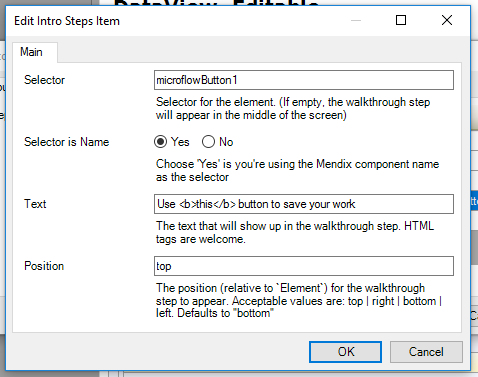 DataView Editable
Edit Intro Steps Item
Main
Selector
microflowButton1
Selector for the element. (If empty, the walkthrough step
will appear in the middle of the screen)
Selector is Name
Yes No
Choose 'Yes' is you're using the Mendix component name
as the selector
Text
Use <b>this</b> button to save your work
The text that will show up in the walkthrough step. HTML
tags are welcome.
Position
top
The position (relative to `Element`) for the walkthrough
step to appear. Acceptable values are: top | right | bottom |
left. Defaults to "bottom"
OK Cancel